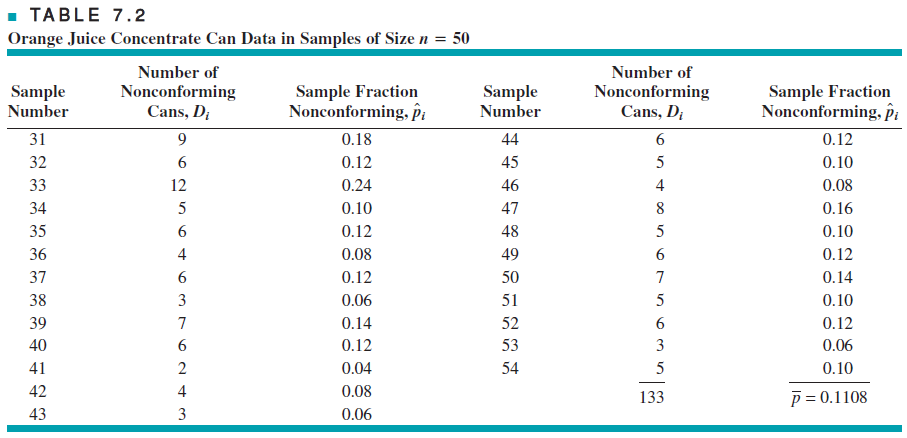 TABLE 7.2
Orange Juice Concentrate Can Data in Samples of Size n = 50
Number of Number of
Sample Nonconforming Sample Fraction Sample Nonconforming Sample Fraction
Number Cans, Dᵢ Nonconforming, p̂ᵢ Number Cans, Dᵢ Nonconforming, p̂ᵢ
31 9 0.18 44 6 0.12
32 6 0.12 45 5 0.10
33 12 0.24 46 4 0.08
34 5 0.10 47 8 0.16
35 6 0.12 48 5 0.10
36 4 0.08 49 6 0.12
37 6 0.12 50 7 0.14
38 3 0.06 51 5 0.10
39 7 0.14 52 6 0.12
40 6 0.12 53 3 0.06
41 2 0.04 54 5 0.10
42 4 0.08 133 p̅ = 0.1108
43 3 0.06